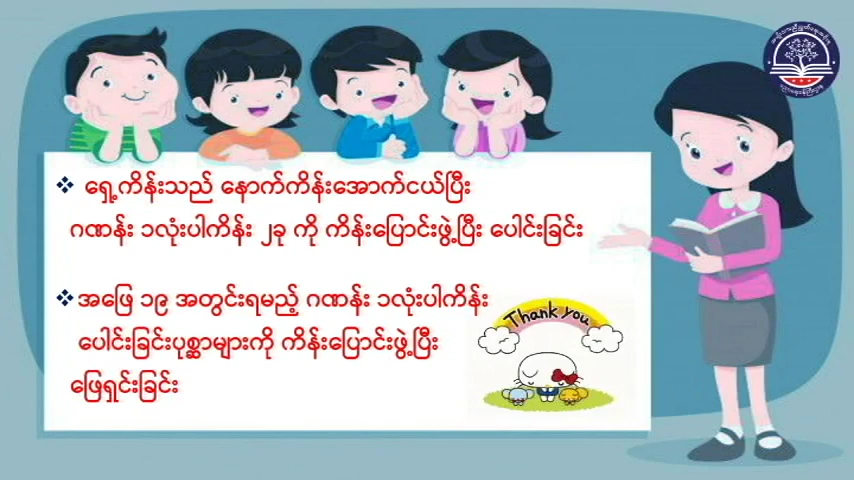 ❖ ရှေ့ကိန်းသည် နောက်ကိန်းအောက်ငယ်ပြီး
ဂဏန်း ၁လုံးပါကိန်း ၂ခု ကို ကိန်းပြောင်းဖွဲ့ပြီး ပေါင်းခြင်း
❖ အဖြေ ၁၉ အတွင်းရမည့် ဂဏန်း ၁လုံးပါကိန်း
ပေါင်းခြင်းပုစ္ဆာများကို ကိန်းပြောင်းဖွဲ့ပြီး
ဖြေရှင်းခြင်း
Thank you